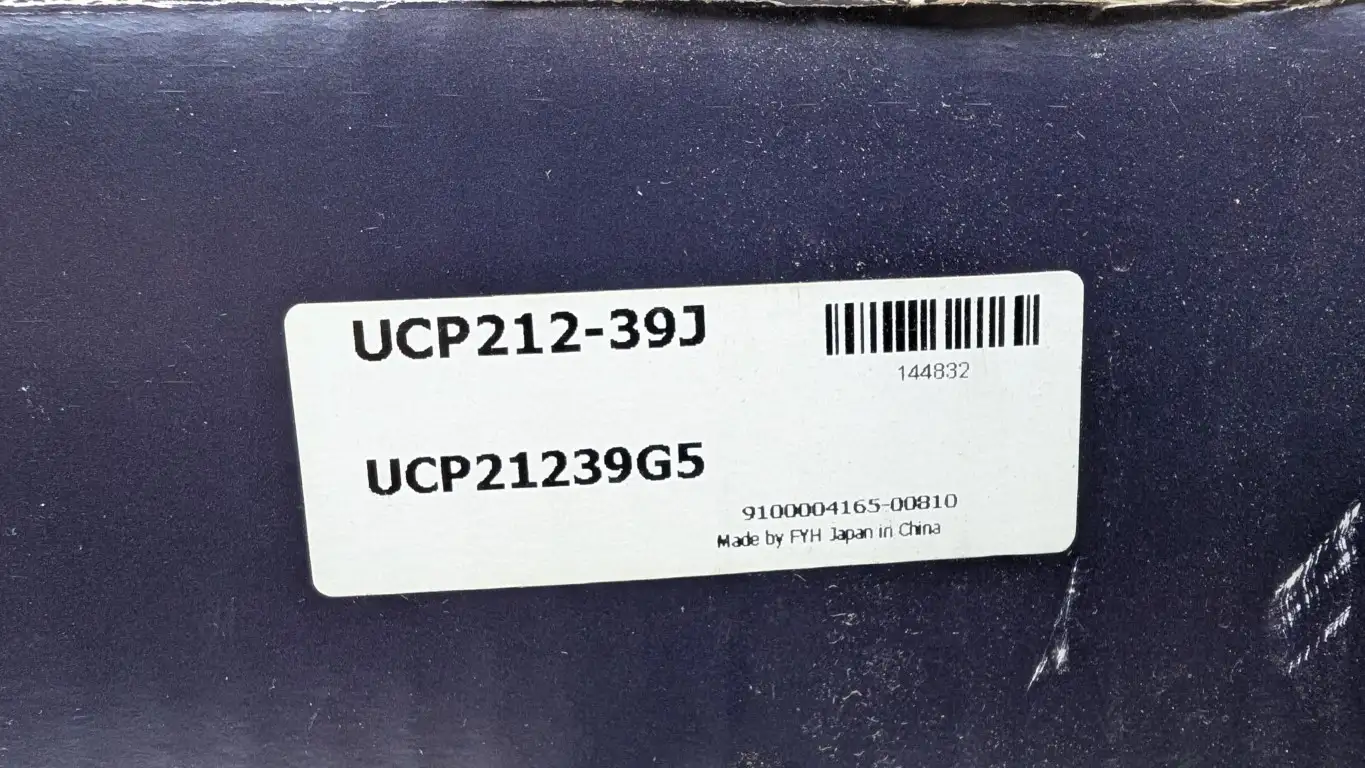 UCP212-39J
144832
UCP21239G5
9100004165-00810
Made by FYH Japan in China